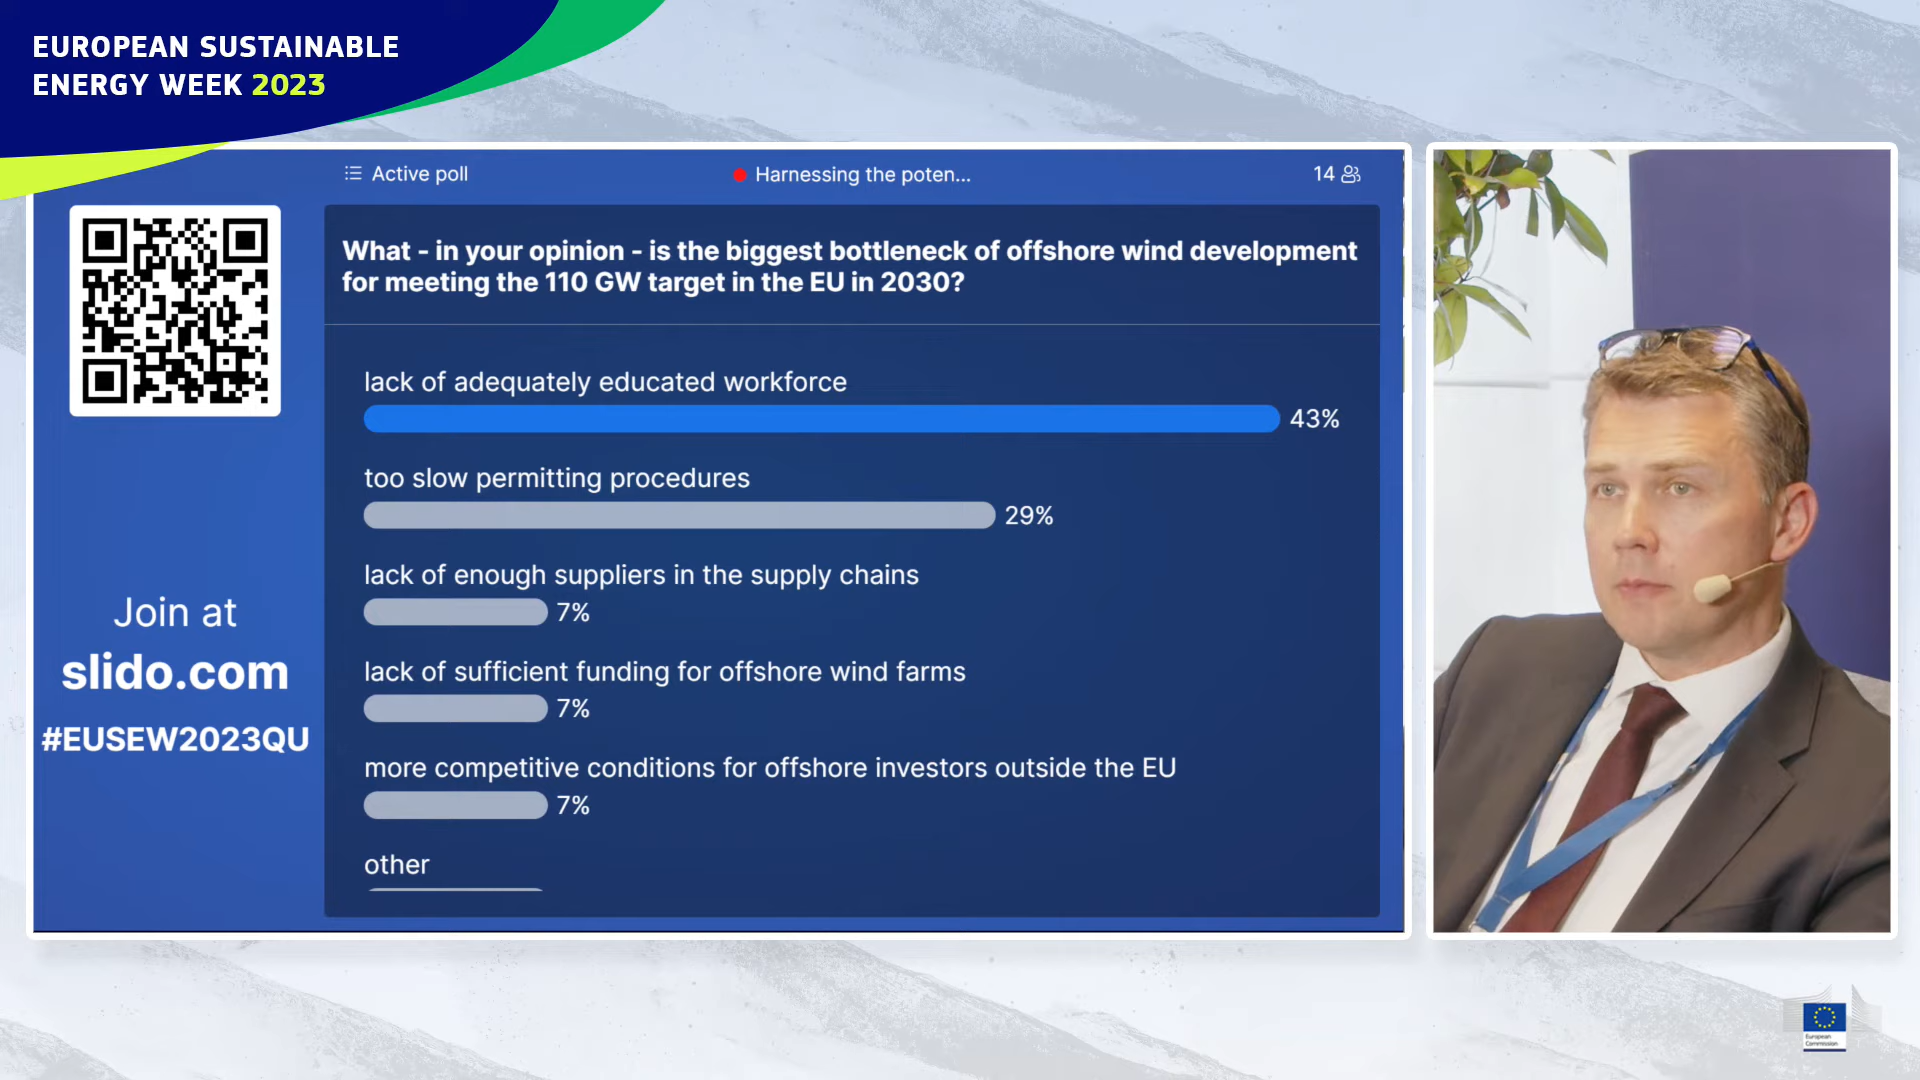 EUROPEAN SUSTAINABLE
ENERGY WEEK 2023
Active poll
Harnessing the poten...
14
What - in your opinion - is the biggest bottleneck of offshore wind development
for meeting the 110 GW target in the EU in 2030?
lack of adequately educated workforce
43%
too slow permitting procedures
29%
lack of enough suppliers in the supply chains
7%
lack of sufficient funding for offshore wind farms
7%
more competitive conditions for offshore investors outside the EU
7%
other
Join at
slido.com
#EUSEW2023QU
European
Commission